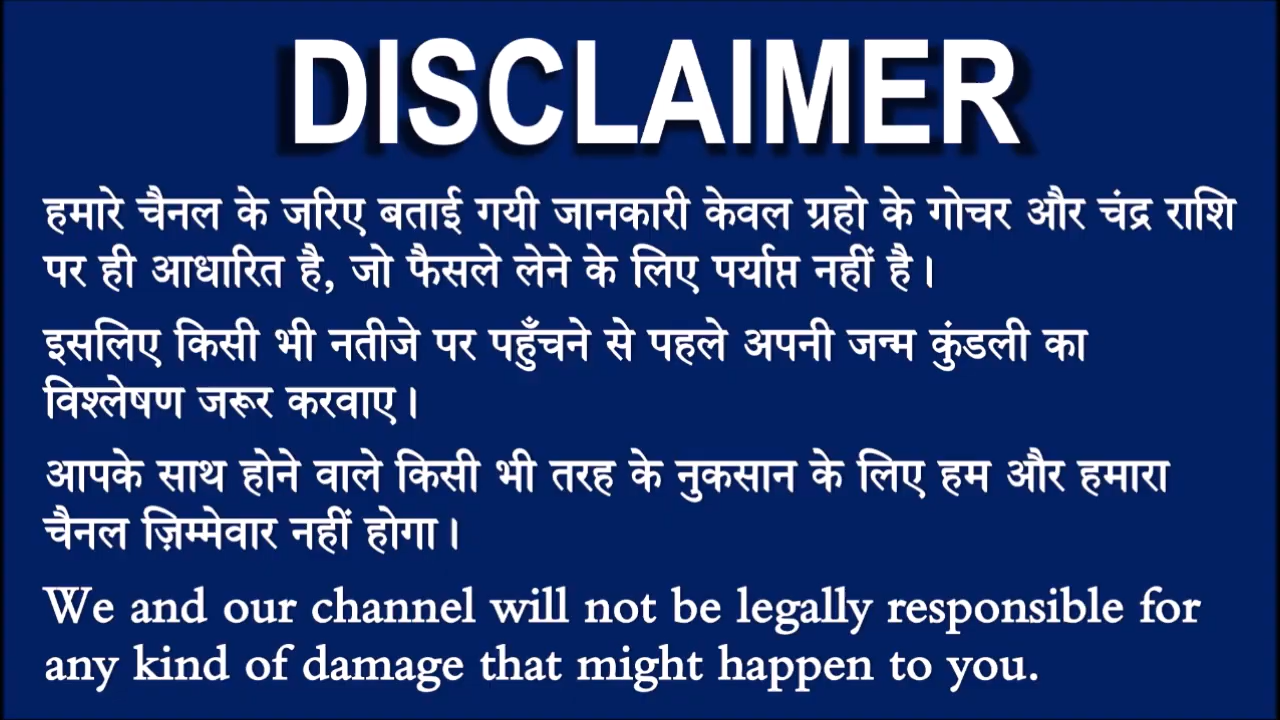 DISCLAIMER
हमारे चैनल के जरिए बताई गयी जानकारी केवल ग्रहो के गोचर और चंद्र राशि
पर ही आधारित है, जो फैसले लेने के लिए पर्याप्त नहीं है।
इसलिए किसी भी नतीजे पर पहुँचने से पहले अपनी जन्म कुंडली का
विश्लेषण जरूर करवाए।
आपके साथ होने वाले किसी भी तरह के नुकसान के लिए हम और हमारा
चैनल ज़िम्मेवार नहीं होगा।
We and our channel will not be legally responsible for
any kind of damage that might happen to you.